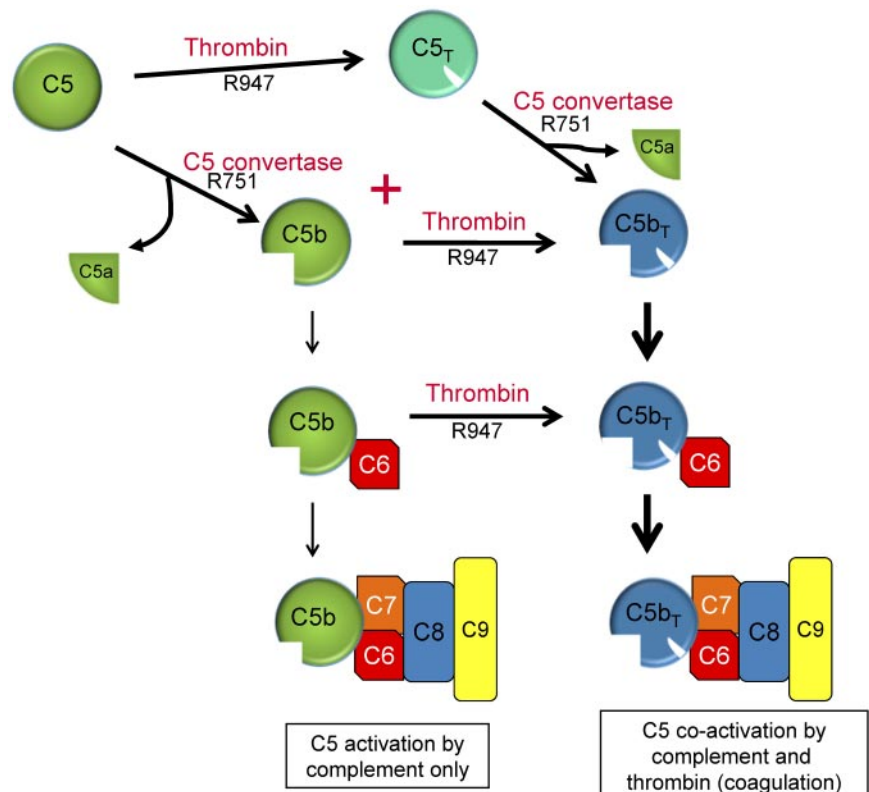 Thrombin
C5
R947
C5T
C5 convertase
R751
C5a
C5 convertase
R751
+
C5b
Thrombin
R947
C5bT
C5a
C5b
C6
Thrombin
R947
C5bT
C6
C5b
C7
C6
C8
C9
C5bT
C7
C6
C8
C9
C5 activation by
complement only
C5 co-activation by
complement and
thrombin (coagulation)